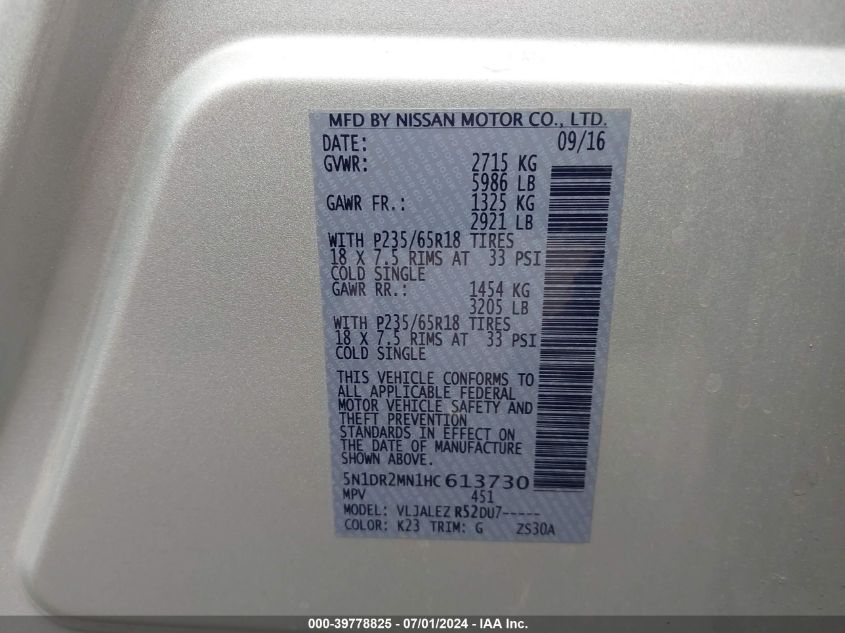 MFD BY NISSAN MOTOR CO., LTD.
DATE: 09/16
GVWR: 2715 KG
5986 LB
GAWR FR.: 1325 KG
2921 LB
WITH P235/65R18 TIRES
18 X 7.5 RIMS AT 33 PSI
COLD SINGLE
GAWR RR.: 1454 KG
3205 LB
WITH P235/65R18 TIRES
18 X 7.5 RIMS AT 33 PSI
COLD SINGLE
THIS VEHICLE CONFORMS TO
ALL APPLICABLE FEDERAL
MOTOR VEHICLE SAFETY AND
THEFT PREVENTION
STANDARDS IN EFFECT ON
THE DATE OF MANUFACTURE
SHOWN ABOVE.
5N1DR2MN1HC613730
MPV 451
MODEL: VLJALEZ R52DU7-----
COLOR: K23 TRIM: G ZS30A
000-39778825 - 07/01/2024 - IAA Inc.